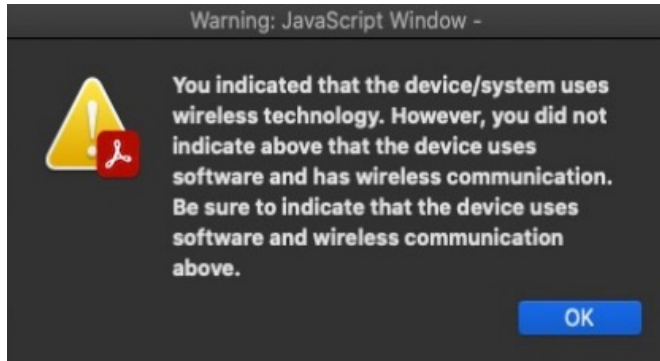 Warning: JavaScript Window -
You indicated that the device/system uses
wireless technology. However, you did not
indicate above that the device uses
software and has wireless communication.
Be sure to indicate that the device uses
software and wireless communication
above.
OK